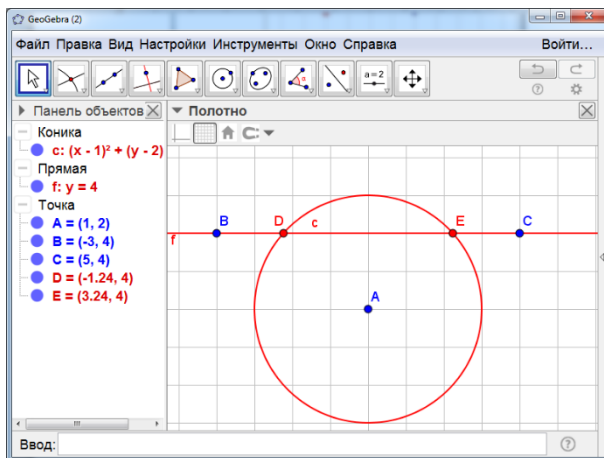 GeoGebra (2)
Файл Правка Вид Настройки Инструменты Окно Справка Войти...
a=2
Панель объектов
Полотно
Коника
c: (x - 1)² + (y - 2)
Прямая
f: y = 4
Точка
A = (1, 2)
B = (-3, 4)
C = (5, 4)
D = (-1.24, 4)
E = (3.24, 4)
B D c E C
f
A
Ввод: